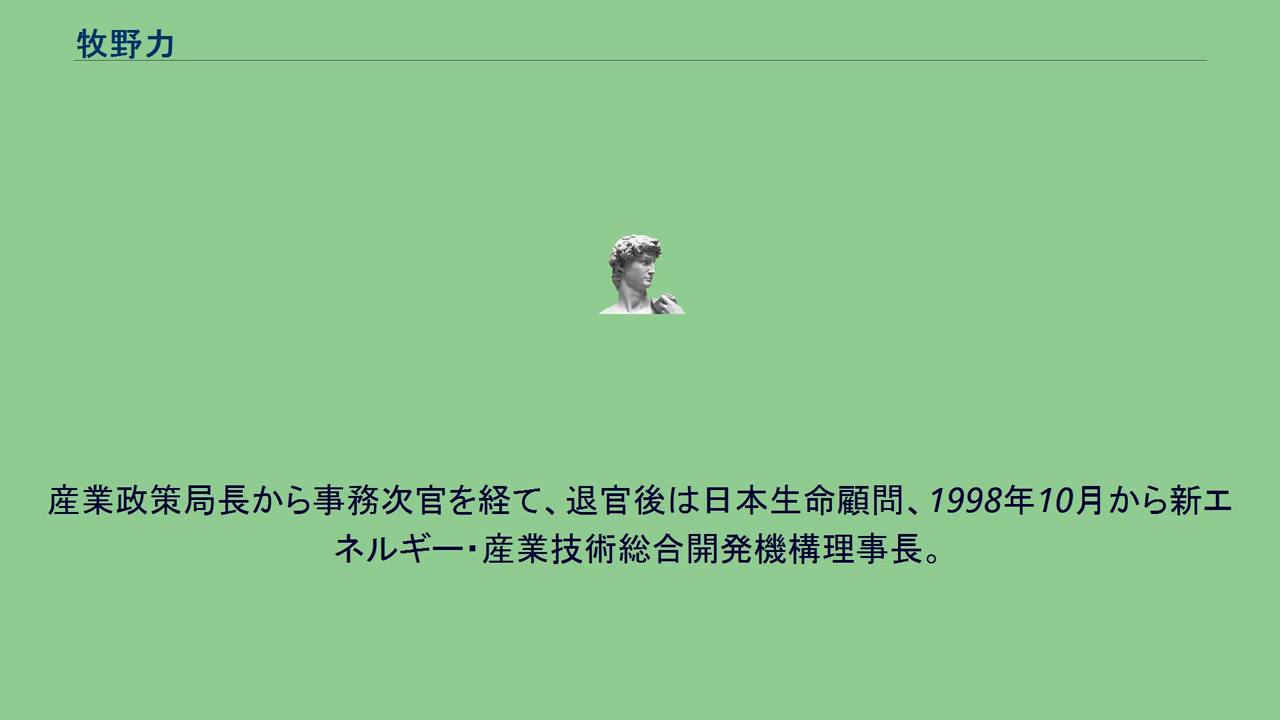 牧野力
産業政策局長から事務次官を経て、退官後は日本生命顧問、1998年10月から新エ
ネルギー・産業技術総合開発機構理事長。